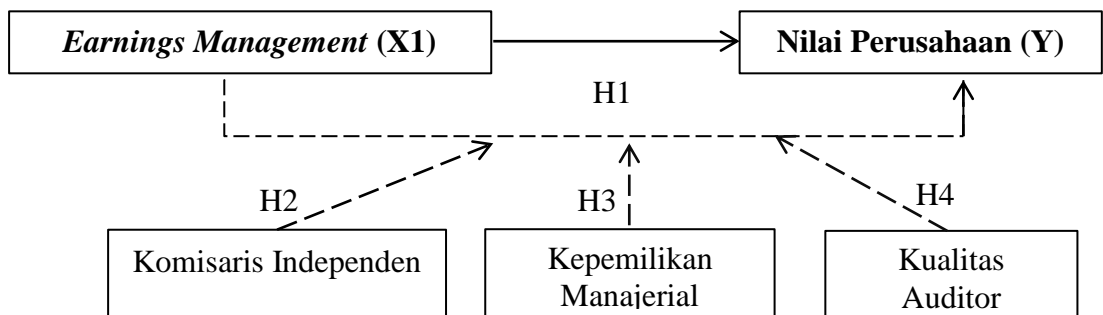 Earnings Management (X1)
Nilai Perusahaan (Y)
H1
H2
H3
H4
Komisaris Independen
Kepemilikan
Manajerial
Kualitas
Auditor